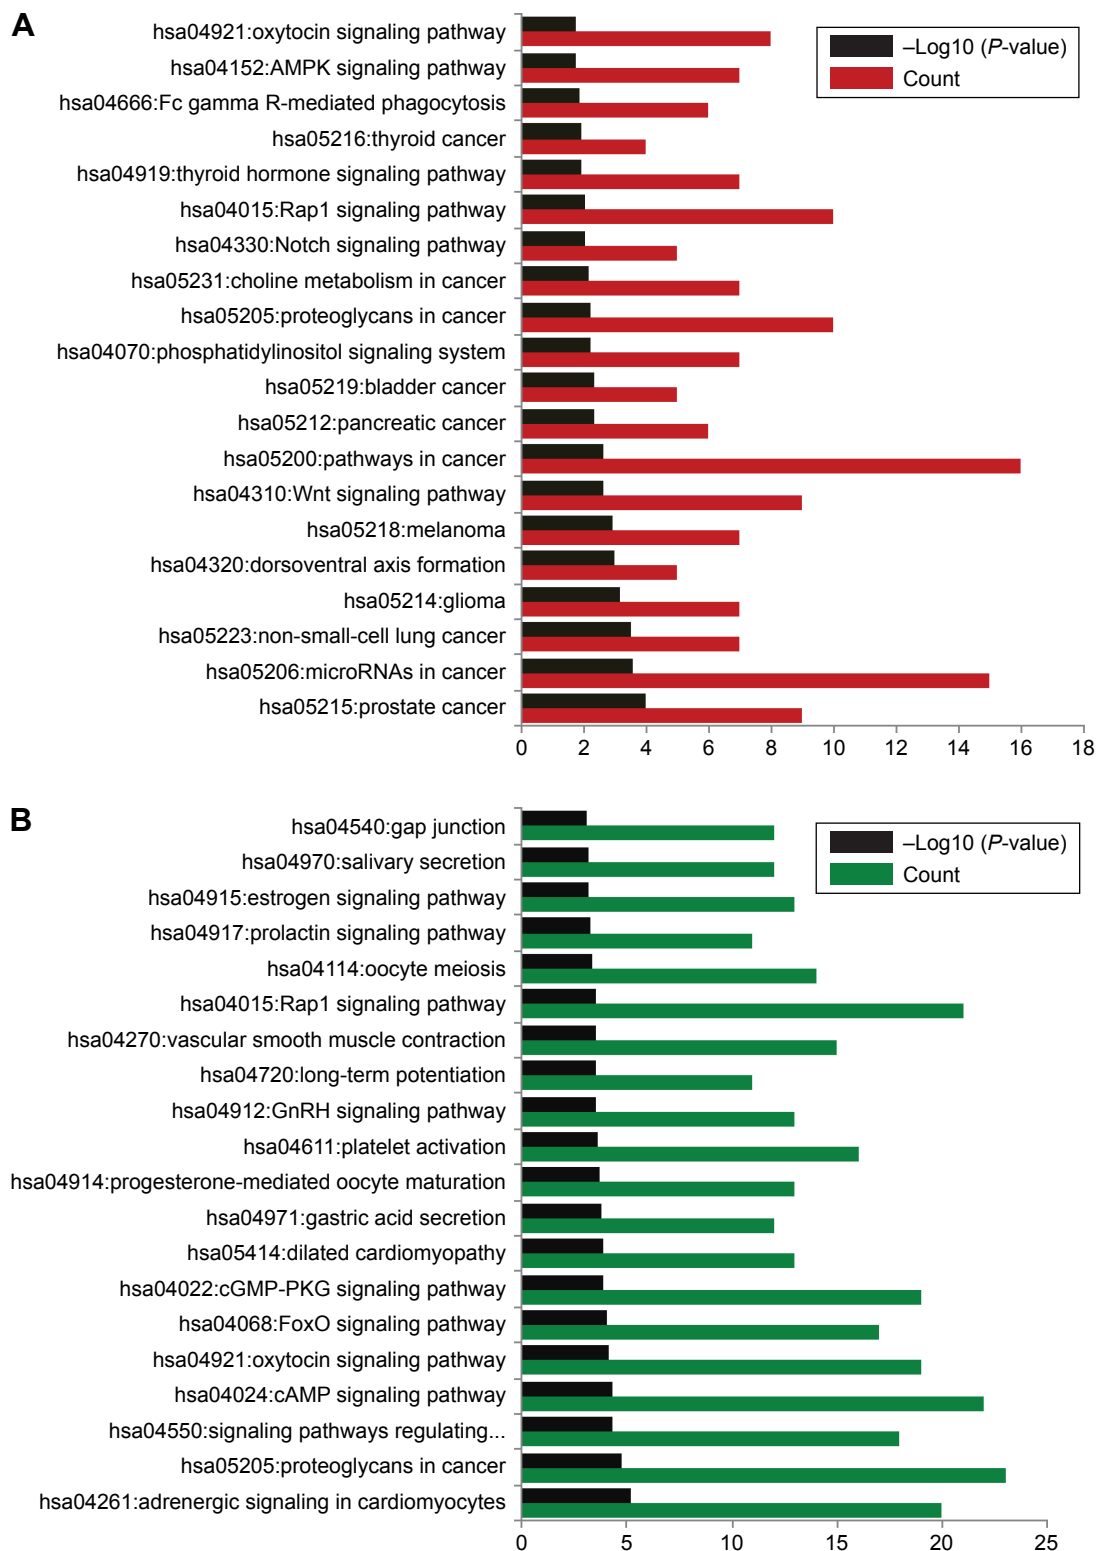 A
hsa04921:oxytocin signaling pathway
hsa04152:AMPK signaling pathway
hsa04666:Fc gamma R-mediated phagocytosis
hsa05216:thyroid cancer
hsa04919:thyroid hormone signaling pathway
hsa04015:Rap1 signaling pathway
hsa04330:Notch signaling pathway
hsa05231:choline metabolism in cancer
hsa05205:proteoglycans in cancer
hsa04070:phosphatidylinositol signaling system
hsa05219:bladder cancer
hsa05212:pancreatic cancer
hsa05200:pathways in cancer
hsa04310:Wnt signaling pathway
hsa05218:melanoma
hsa04320:dorsoventral axis formation
hsa05214:glioma
hsa05223:non-small-cell lung cancer
hsa05206:microRNAs in cancer
hsa05215:prostate cancer
–Log10 (P-value)
Count
0 2 4 6 8 10 12 14 16 18
B
hsa04540:gap junction
hsa04970:salivary secretion
hsa04915:estrogen signaling pathway
hsa04917:prolactin signaling pathway
hsa04114:oocyte meiosis
hsa04015:Rap1 signaling pathway
hsa04270:vascular smooth muscle contraction
hsa04720:long-term potentiation
hsa04912:GnRH signaling pathway
hsa04611:platelet activation
hsa04914:progesterone-mediated oocyte maturation
hsa04971:gastric acid secretion
hsa05414:dilated cardiomyopathy
hsa04022:cGMP-PKG signaling pathway
hsa04068:FoxO signaling pathway
hsa04921:oxytocin signaling pathway
hsa04024:cAMP signaling pathway
hsa04550:signaling pathways regulating...
hsa05205:proteoglycans in cancer
hsa04261:adrenergic signaling in cardiomyocytes
–Log10 (P-value)
Count
0 5 10 15 20 25